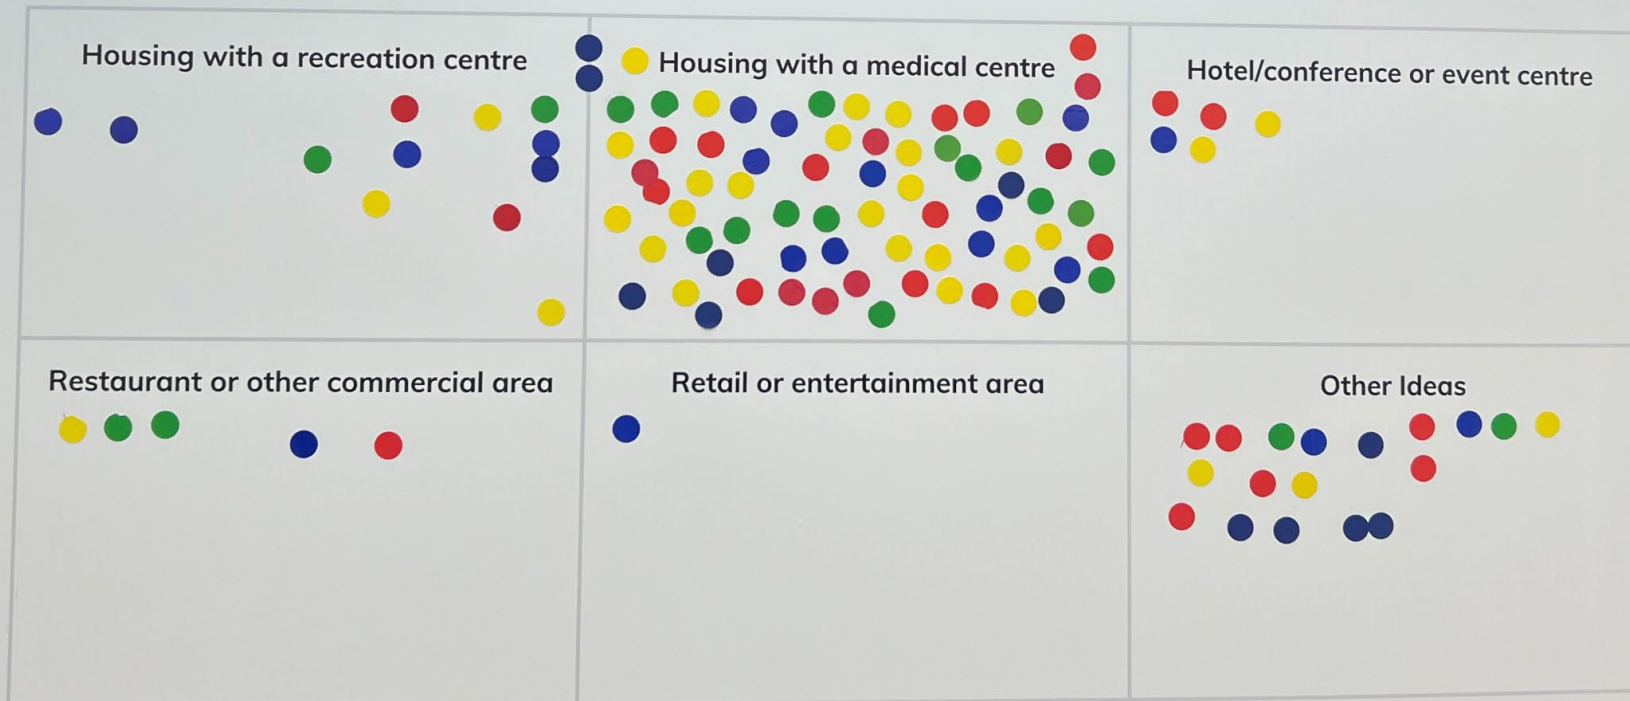 Housing with a recreation centre
Housing with a medical centre
Hotel/conference or event centre
Restaurant or other commercial area
Retail or entertainment area
Other Ideas